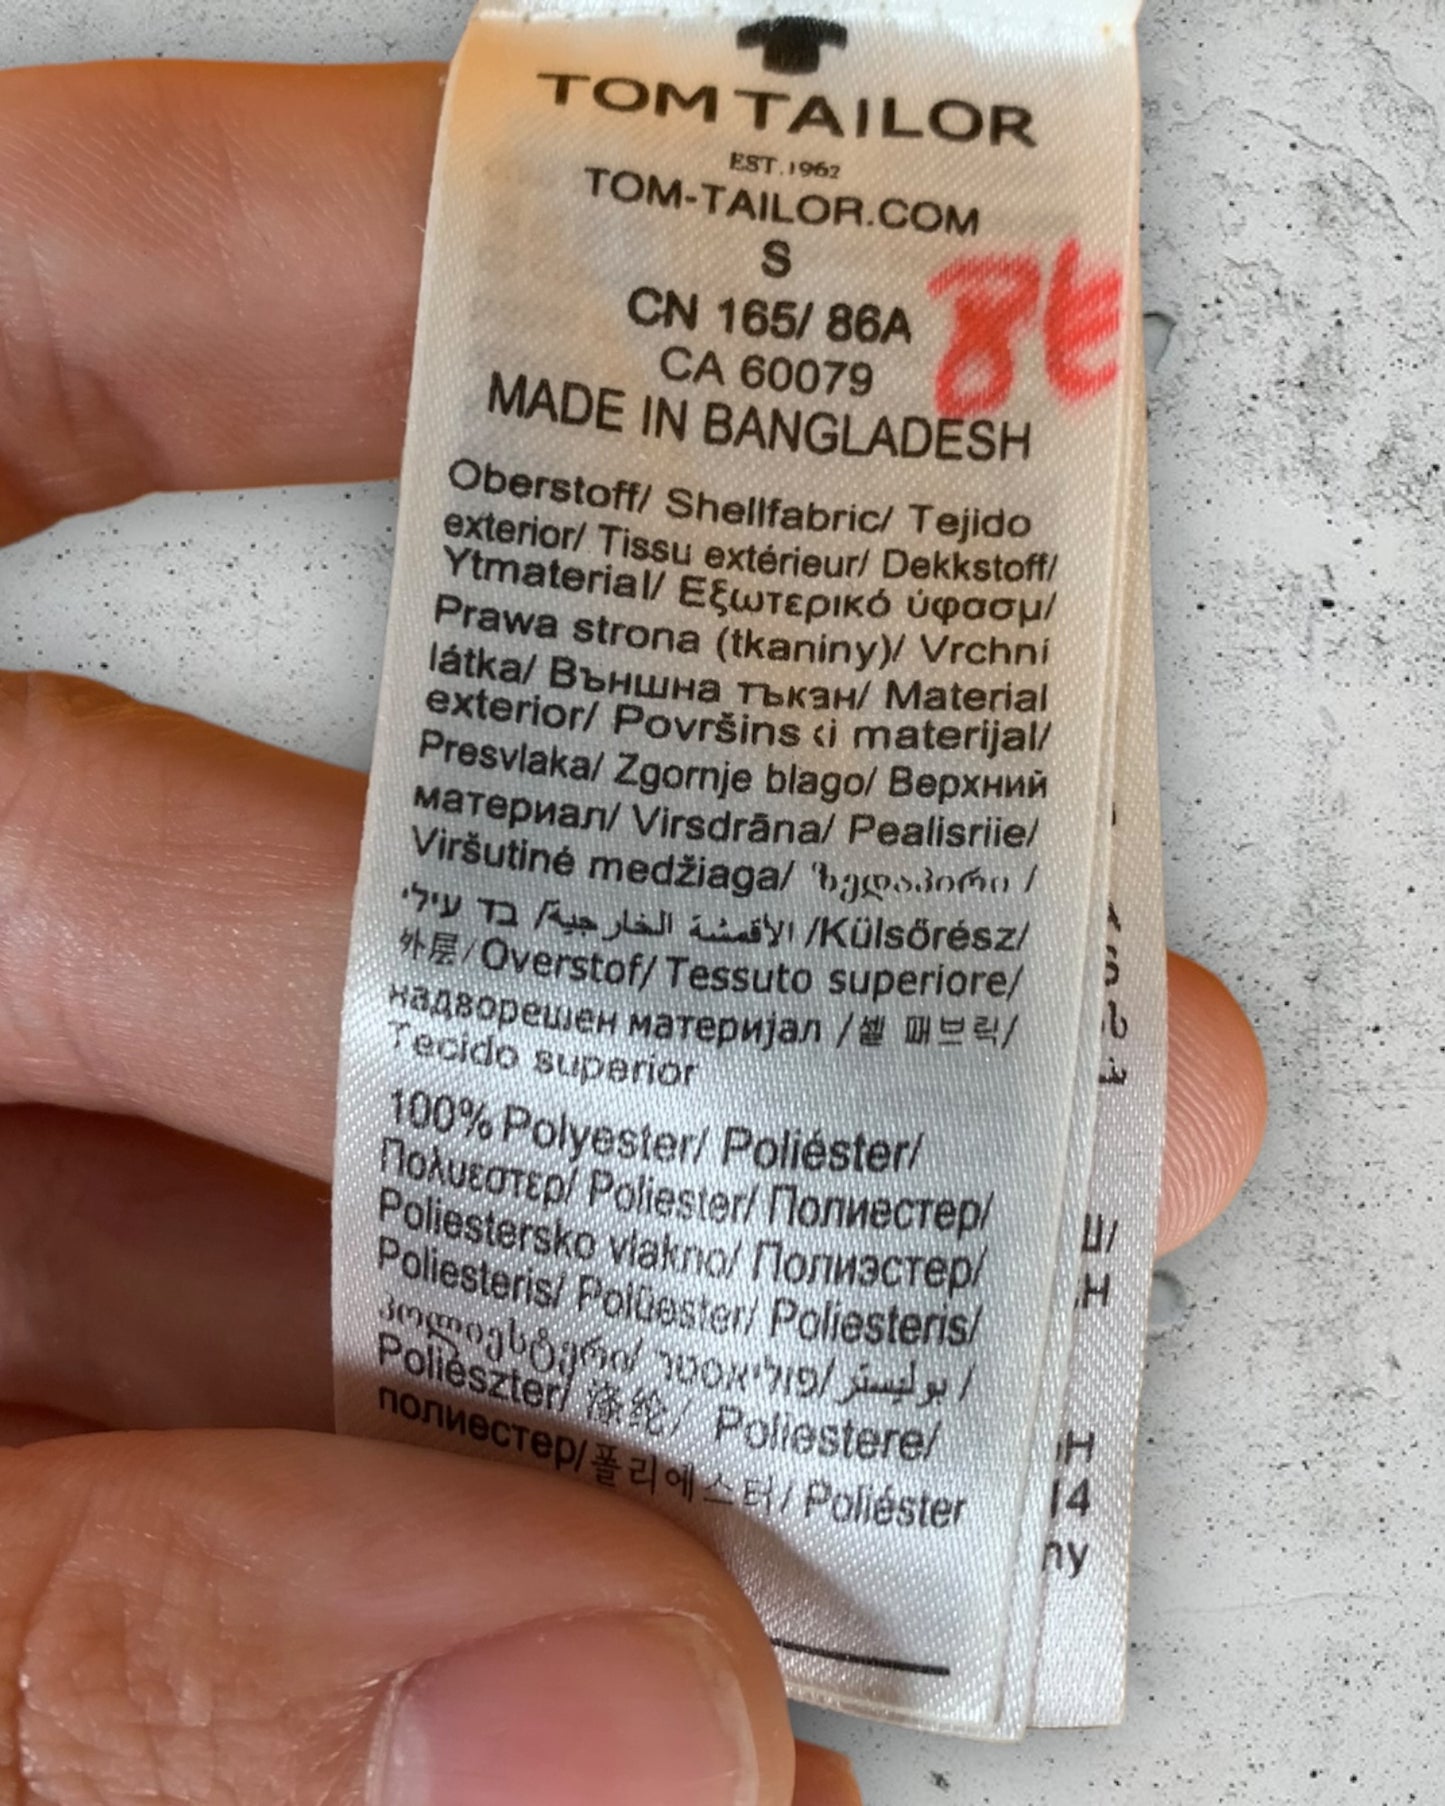 TOM TAILOR
EST.1962
TOM-TAILOR.COM
S
CN 165/ 86A
CA 60079
MADE IN BANGLADESH
Oberstoff/ Shellfabric/ Tejido
exterior/ Tissu extérieur/ Dekkstoff/
Ytmaterial/ Εξωτερικό ύφασμ/
Prawa strona (tkaniny)/ Vrchní
látka/ Външна тъкан/ Material
exterior/ Površinski materijal/
Presvlaka/ Zgornje blago/ Верхний
материал/ Virsdrāna/ Pealisriie/
Viršutinė medžiaga/ ზედაპირი /
בד עילי /الأقمشة الخارجية /Külsőrész/
外层/Overstof/ Tessuto superiore/
надворешен материјал /쉘 패브릭/
Tecido superior
100% Polyester/ Poliéster/
Πολυεστερ/ Poliester/ Полиестер/
Poliestersko vlakno/ Полиэстер/
Poliesteris/ Polüester/ Poliesteris/
პოლიესტერი/ פוליאסטר/ بوليستر /
Poliészter/ 涤纶/ Poliestere/
полиестер/폴리에스터/ Poliéster
Ш/
H
14
ny